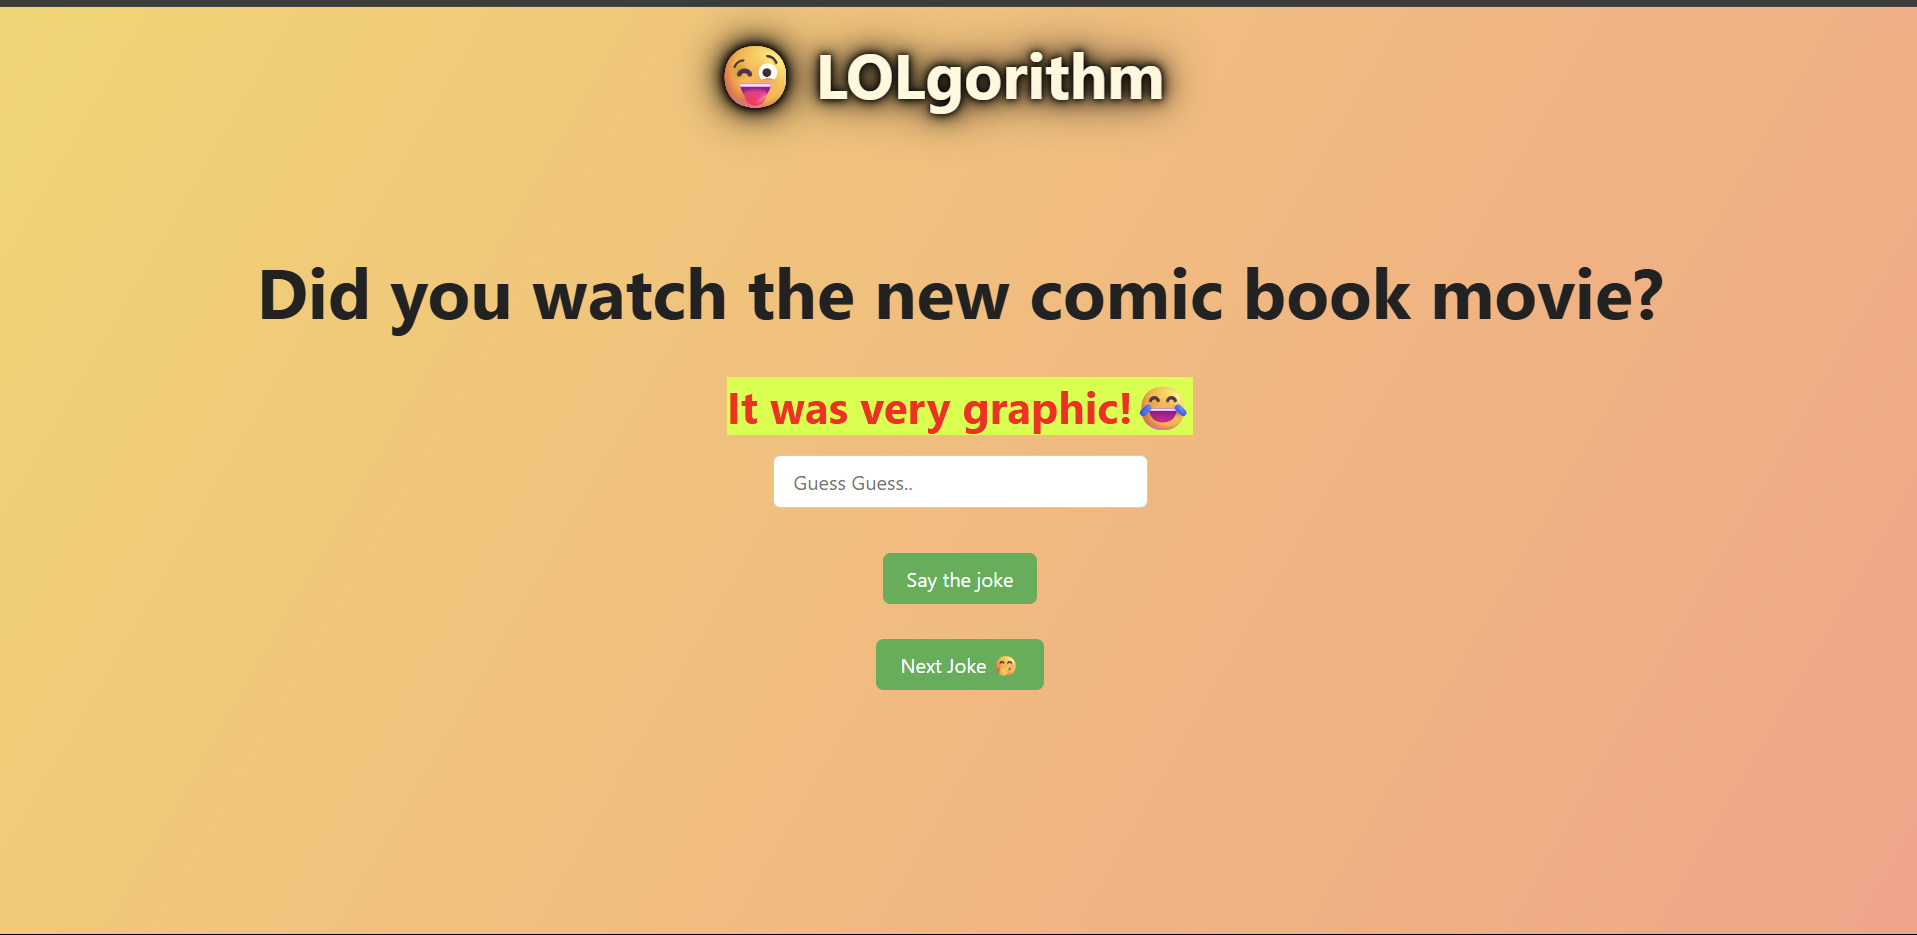 😜 LOLgorithm
Did you watch the new comic book movie?
It was very graphic! 😂
Guess Guess..
Say the joke
Next Joke 🤭